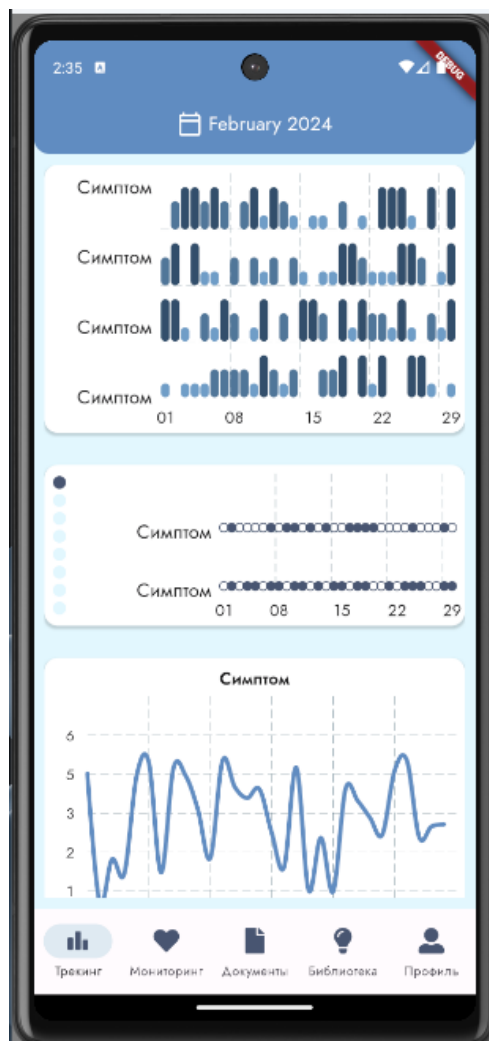 2:35 A
DEBUG
February 2024
Симптом
Симптом
Симптом
Симптом
01 08 15 22 29
Симптом
Симптом
01 08 15 22 29
Симптом
6
5
3
2
1
Трекинг Мониторинг Документы Библиотека Профиль